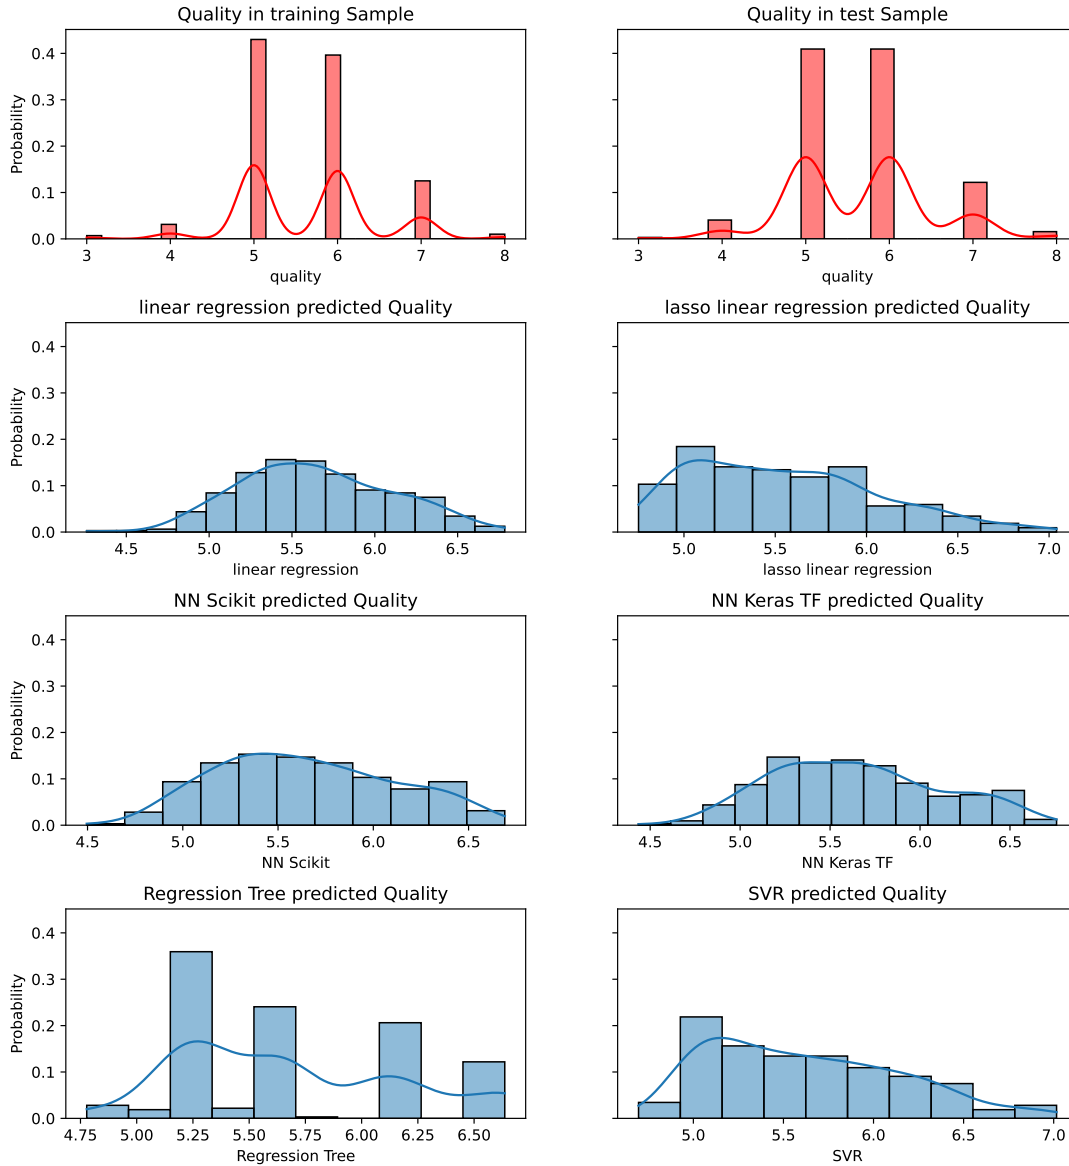 Quality in training Sample
Quality in test Sample
Probability
0.4
0.3
0.2
0.1
0.0
3 4 5 6 7 8
quality
3 4 5 6 7 8
quality
linear regression predicted Quality
lasso linear regression predicted Quality
Probability
0.4
0.3
0.2
0.1
0.0
4.5 5.0 5.5 6.0 6.5
linear regression
5.0 5.5 6.0 6.5 7.0
lasso linear regression
NN Scikit predicted Quality
NN Keras TF predicted Quality
Probability
0.4
0.3
0.2
0.1
0.0
4.5 5.0 5.5 6.0 6.5
NN Scikit
4.5 5.0 5.5 6.0 6.5
NN Keras TF
Regression Tree predicted Quality
SVR predicted Quality
Probability
0.4
0.3
0.2
0.1
0.0
4.75 5.00 5.25 5.50 5.75 6.00 6.25 6.50
Regression Tree
5.0 5.5 6.0 6.5 7.0
SVR